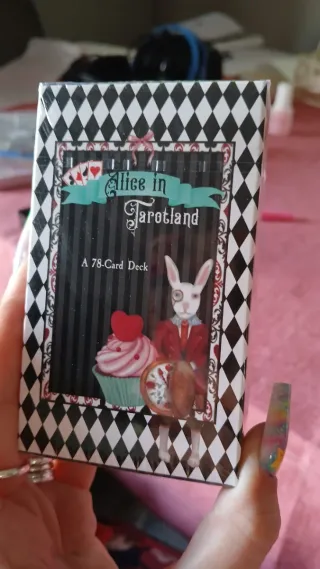 Alice in
Tarotland
A 78-Card Deck